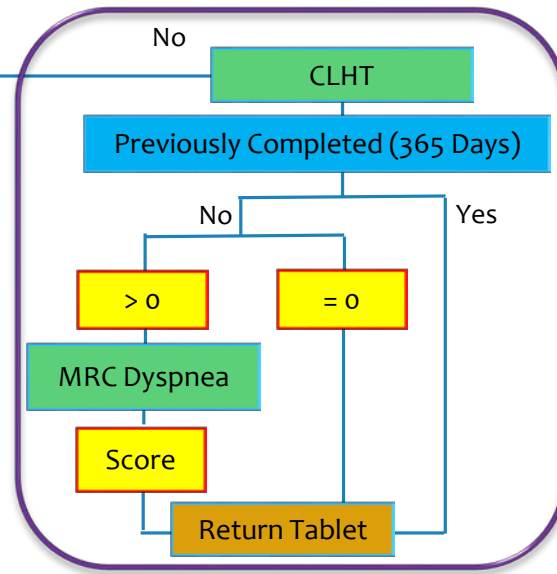 No
CLHT
Previously Completed (365 Days)
No
Yes
> 0
= 0
MRC Dyspnea
Score
Return Tablet